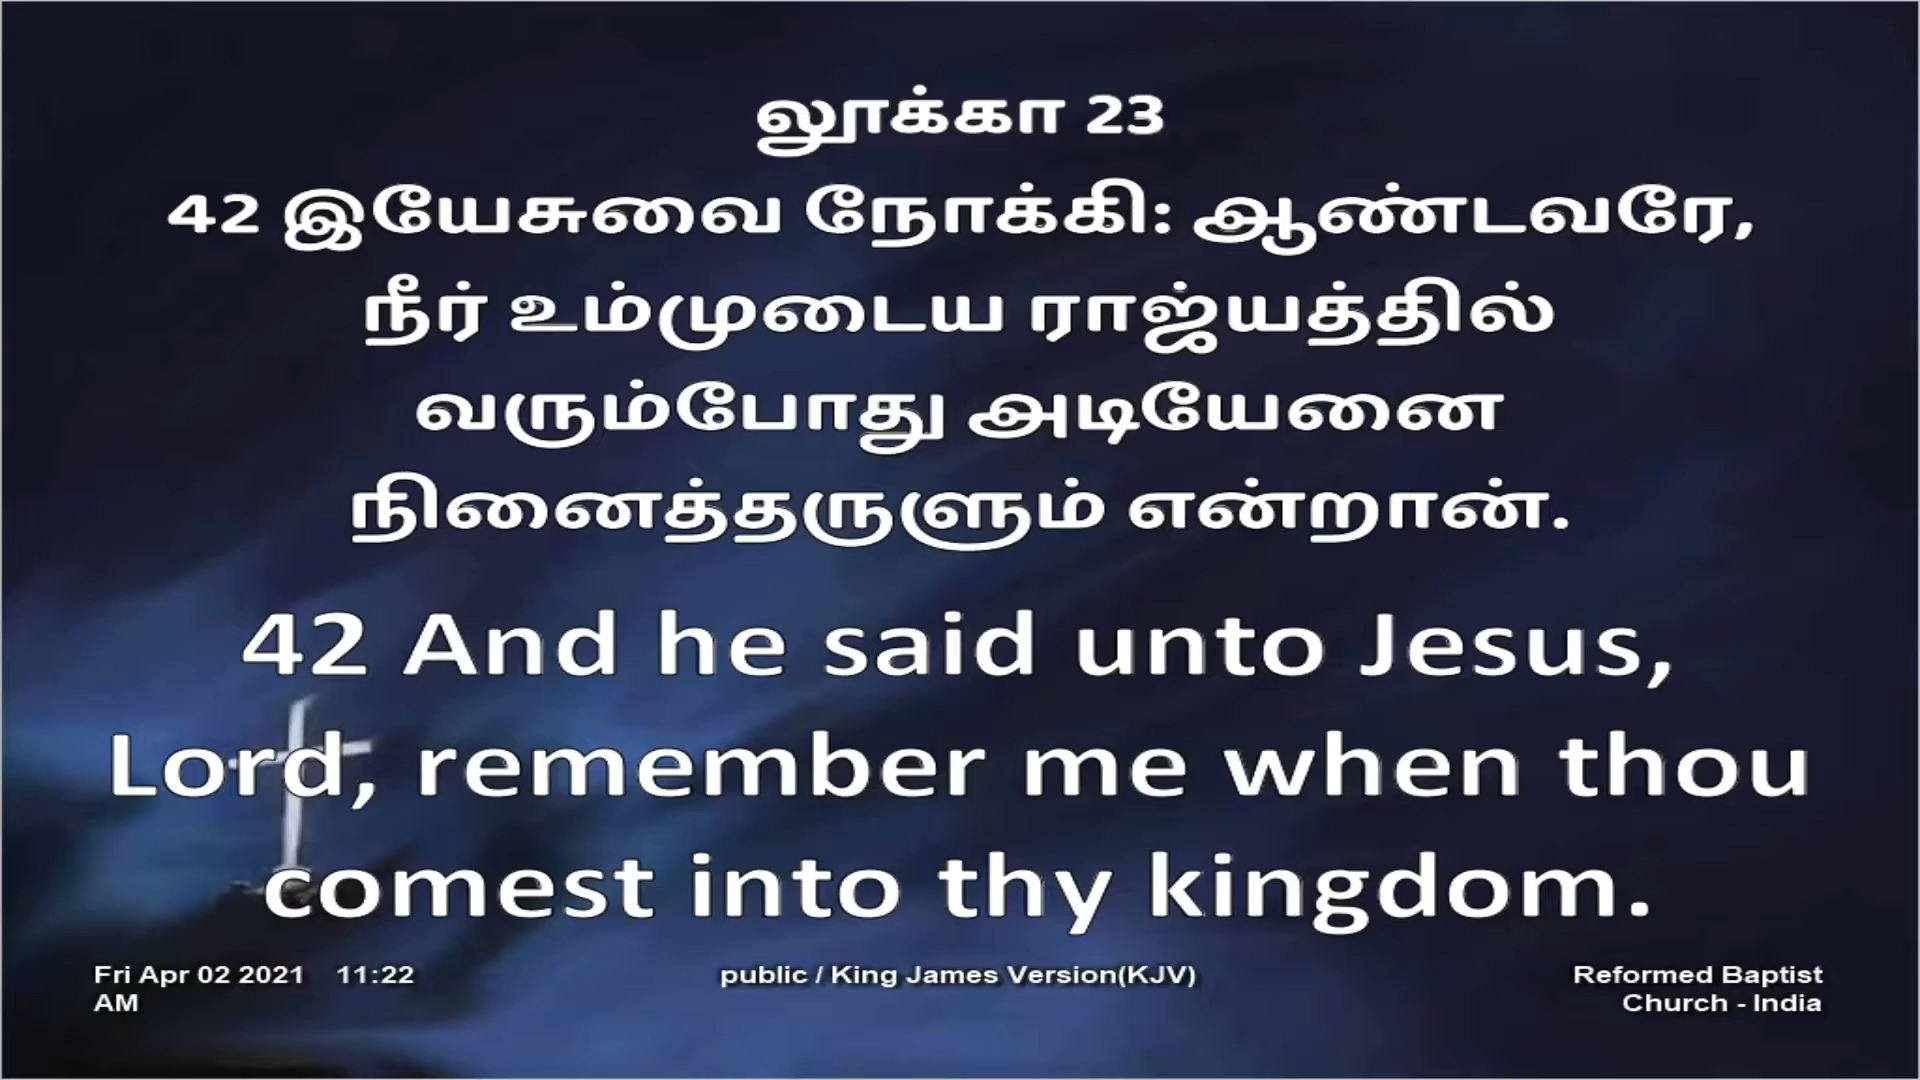 லூக்கா 23
42 இயேசுவை நோக்கி: ஆண்டவரே,
நீர் உம்முடைய ராஜ்யத்தில்
வரும்போது அடியேனை
நினைத்தருளும் என்றான்.
42 And he said unto Jesus,
Lord, remember me when thou
comest into thy kingdom.
Fri Apr 02 2021 11:22
AM
public / King James Version(KJV)
Reformed Baptist
Church - India